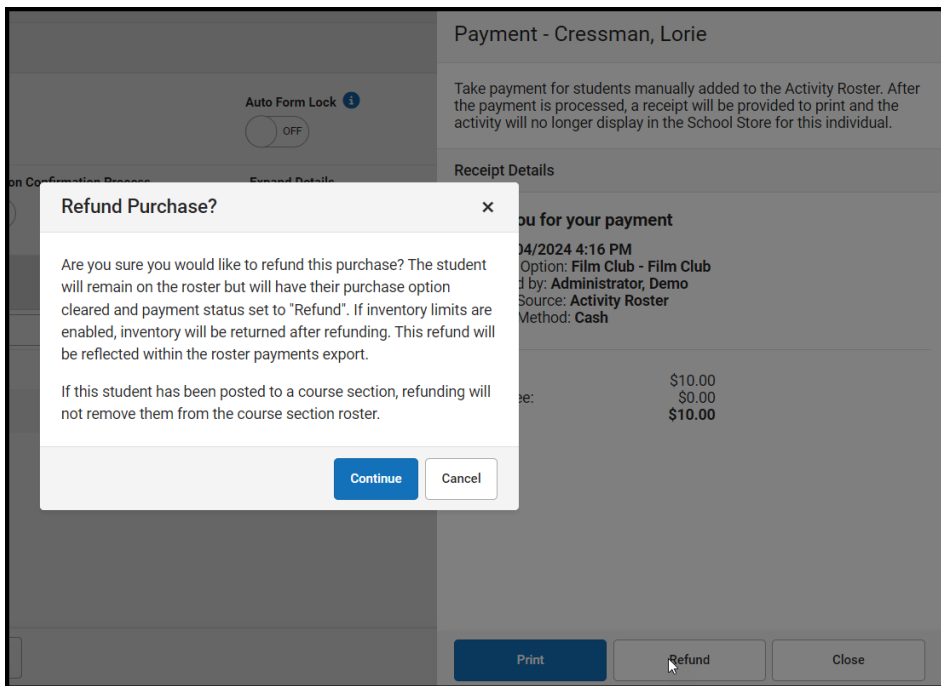 Payment - Cressman, Lorie
Take payment for students manually added to the Activity Roster. After
the payment is processed, a receipt will be provided to print and the
activity will no longer display in the School Store for this individual.
Auto Form Lock
OFF
Receipt Details
on Confirmation Process
Expand Details
Refund Purchase?
Are you sure you would like to refund this purchase? The student
will remain on the roster but will have their purchase option
cleared and payment status set to "Refund". If inventory limits are
enabled, inventory will be returned after refunding. This refund will
be reflected within the roster payments export.
If this student has been posted to a course section, refunding will
not remove them from the course section roster.
Continue
Cancel
ou for your payment
04/2024 4:16 PM
Option: Film Club - Film Club
d by: Administrator, Demo
Source: Activity Roster
Method: Cash
$10.00
ee: $0.00
$10.00
Print
Refund
Close